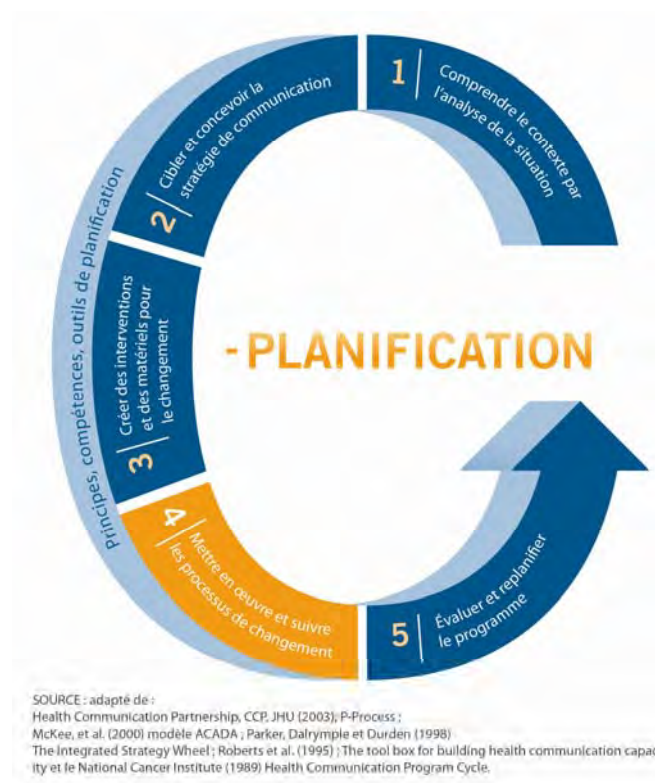 1
Comprendre le contexte par
l'analyse de la situation
2
Cibler et concevoir la
stratégie de communication
3
Créer des interventions
et des matériels pour
le changement
4
Mettre en œuvre et suivre
les processus de changement
5
Évaluer et replanifier
le programme
Principes, compétences, outils de planification
- PLANIFICATION
SOURCE : adapté de :
Health Communication Partnership, CCP, JHU (2003), P-Process ;
McKee, et al. (2000) modèle ACADA ; Parker, Dalrymple et Durden (1998)
The Integrated Strategy Wheel ; Roberts et al. (1995) ; The tool box for building health communication capac
ity et le National Cancer Institute (1989) Health Communication Program Cycle.